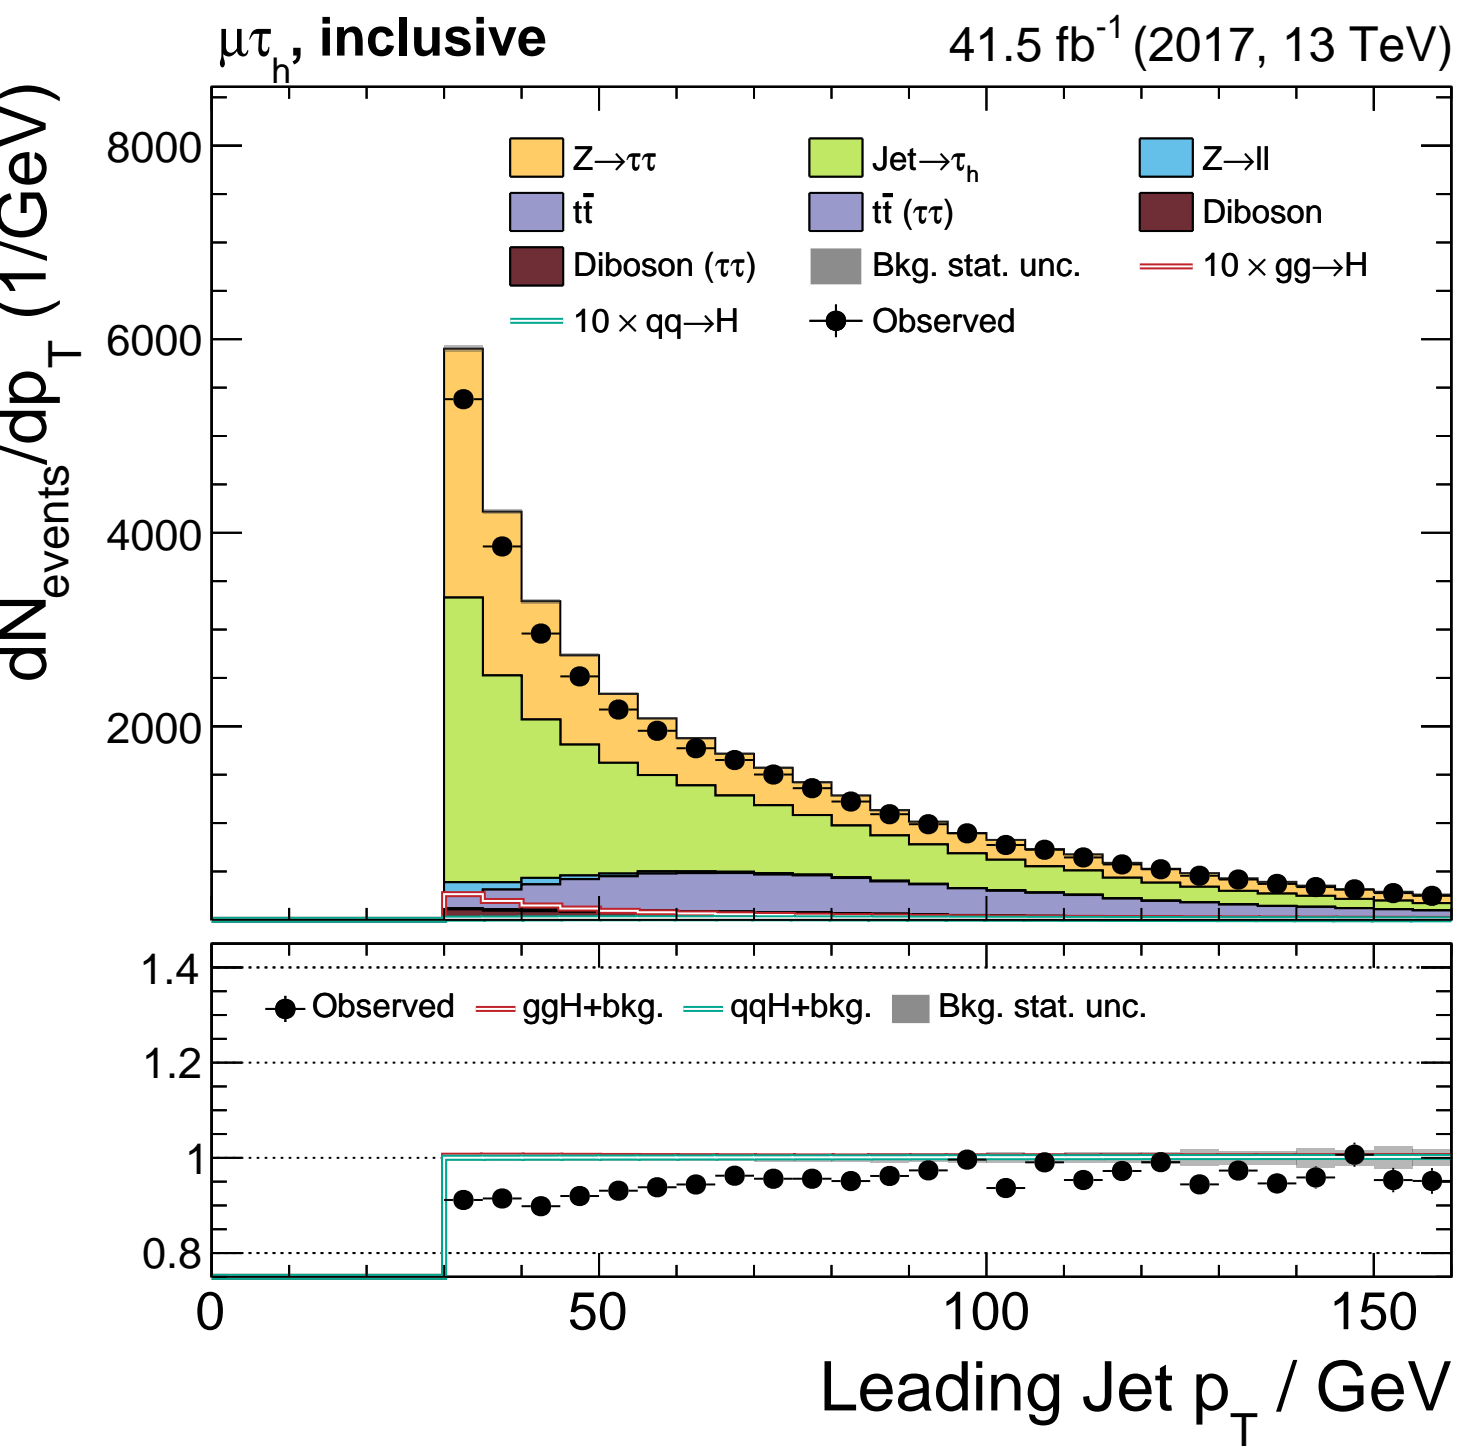 μτh, inclusive
41.5 fb-1 (2017, 13 TeV)
dNevents/dpT (1/GeV)
8000
6000
4000
2000
Z→ττ
Jet→τh
Z→ll
tt̄
tt̄ (ττ)
Diboson
Diboson (ττ)
Bkg. stat. unc.
10 × gg→H
10 × qq→H
Observed
1.4
1.2
1
0.8
Observed
ggH+bkg.
qqH+bkg.
Bkg. stat. unc.
0
50
100
150
Leading Jet pT / GeV